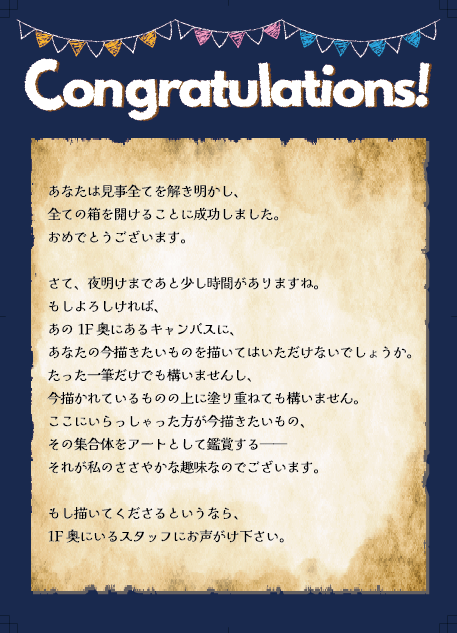 Congratulations!
あなたは見事全てを解き明かし、
全ての箱を開けることに成功しました。
おめでとうございます。
さて、夜明けまであと少し時間がありますね。
もしよろしければ、
あの 1F 奥にあるキャンバスに、
あなたの今描きたいものを描いてはいただけないでしょうか。
たった一筆だけでも構いませんし、
今描かれているものの上に塗り重ねても構いません。
ここにいらっしゃった方が今描きたいもの、
その集合体をアートとして鑑賞する――
それが私のささやかな趣味なのでございます。
もし描いてくださるというなら、
1F 奥にいるスタッフにお声がけ下さい。